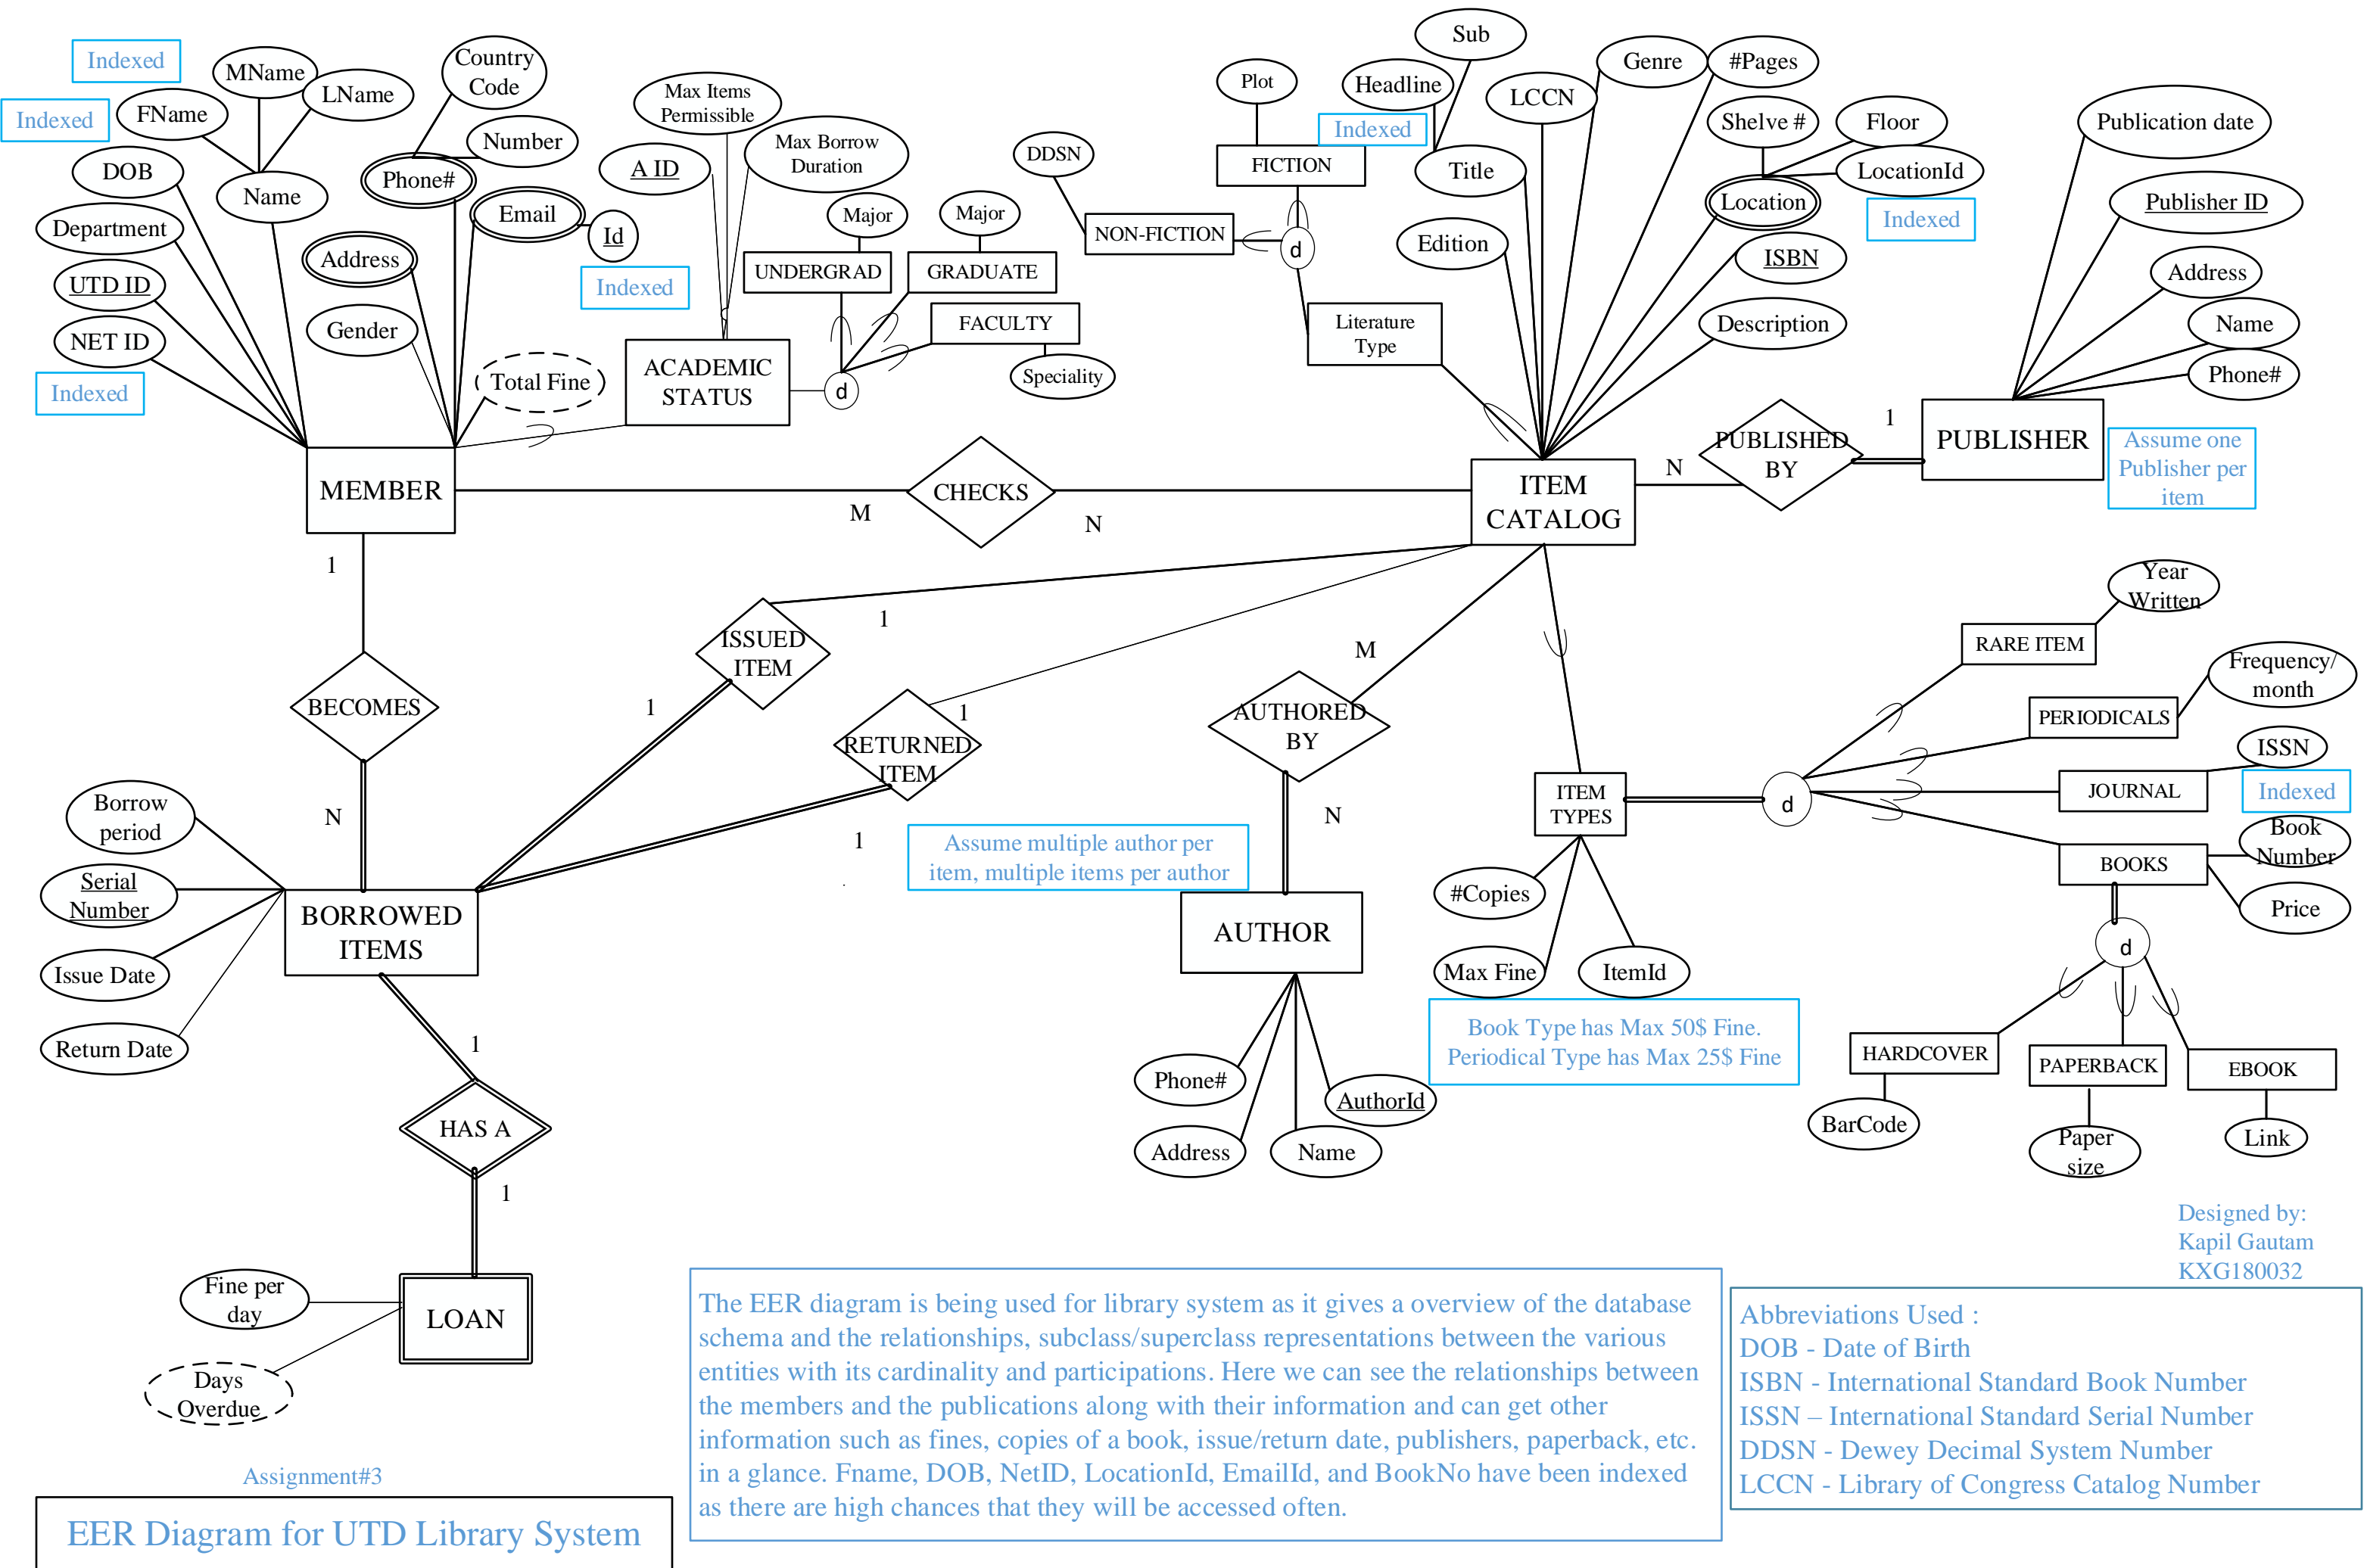 Indexed
MName
LName
Country
Code
Indexed
FName
Number
DOB
Phone#
Name
Email
Id
Indexed
Department
Address
UTD ID
Gender
NET ID
Indexed
Total Fine
MEMBER
Max Items
Permissible
A ID
Max Borrow
Duration
Major
Major
UNDERGRAD
GRADUATE
FACULTY
Speciality
ACADEMIC
STATUS
d
Plot
DDSN
FICTION
Indexed
NON-FICTION
d
Literature
Type
Headline
Sub
LCCN
Genre
#Pages
Title
Edition
Shelve #
Floor
LocationId
Location
Indexed
ISBN
Description
Publication date
Publisher ID
Address
Name
Phone#
PUBLISHED
BY
1
N
PUBLISHER
Assume one
Publisher per
item
CHECKS
M
N
ITEM
CATALOG
1
BECOMES
N
ISSUED
ITEM
1
1
RETURNED
ITEM
1
1
AUTHORED
BY
M
N
Assume multiple author per
item, multiple items per author
AUTHOR
Phone#
AuthorId
Address
Name
Year
Written
RARE ITEM
Frequency/
month
PERIODICALS
ISSN
JOURNAL
Indexed
Book
Number
BOOKS
Price
ITEM
TYPES
d
#Copies
Max Fine
ItemId
Book Type has Max 50$ Fine.
Periodical Type has Max 25$ Fine
d
HARDCOVER
PAPERBACK
EBOOK
BarCode
Paper
size
Link
Borrow
period
Serial
Number
Issue Date
Return Date
BORROWED
ITEMS
1
HAS A
1
Fine per
day
LOAN
Days
Overdue
Designed by:
Kapil Gautam
KXG180032
The EER diagram is being used for library system as it gives a overview of the database
schema and the relationships, subclass/superclass representations between the various
entities with its cardinality and participations. Here we can see the relationships between
the members and the publications along with their information and can get other
information such as fines, copies of a book, issue/return date, publishers, paperback, etc.
in a glance. Fname, DOB, NetID, LocationId, EmailId, and BookNo have been indexed
as there are high chances that they will be accessed often.
Abbreviations Used :
DOB - Date of Birth
ISBN - International Standard Book Number
ISSN – International Standard Serial Number
DDSN - Dewey Decimal System Number
LCCN - Library of Congress Catalog Number
Assignment#3
EER Diagram for UTD Library System